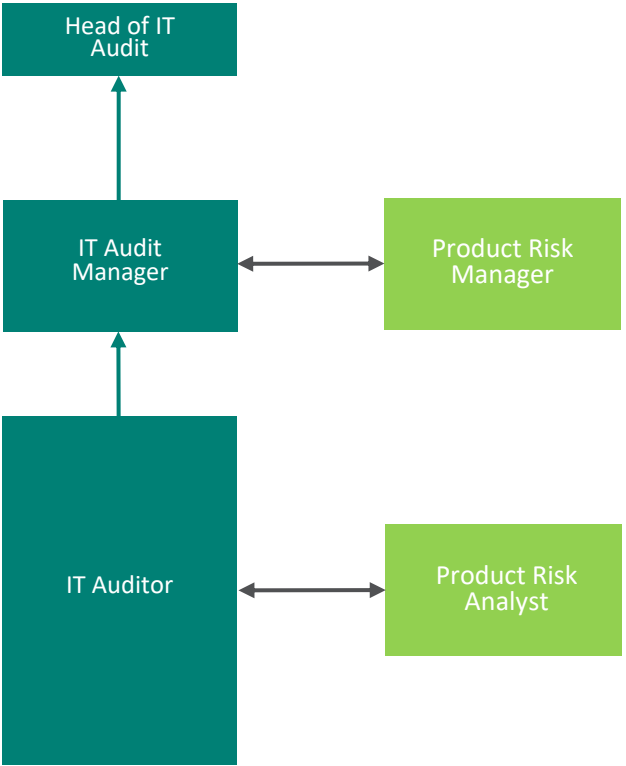 Head of IT
Audit
IT Audit
Manager
Product Risk
Manager
IT Auditor
Product Risk
Analyst